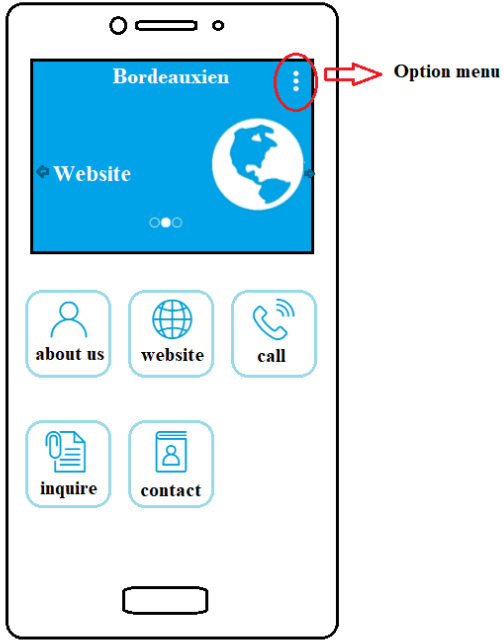 Bordeauxien
Option menu
Website
about us
website
call
inquire
contact